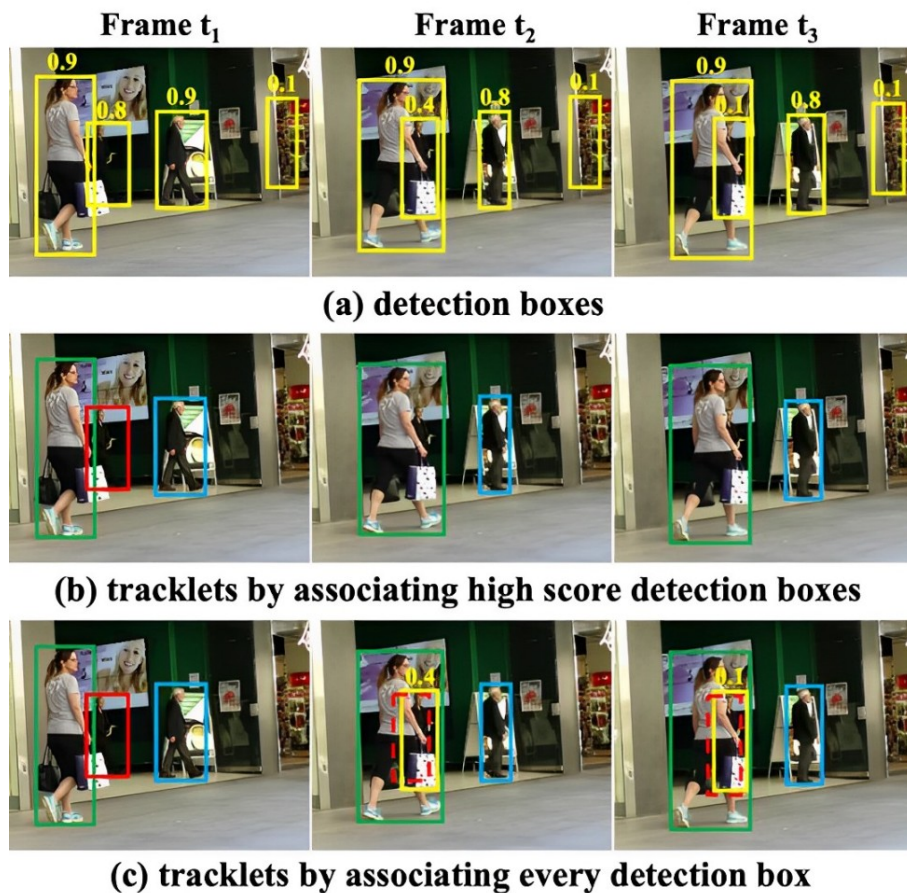 Frame t₁ Frame t₂ Frame t₃
0.9 0.8 0.9 0.1
0.9 0.4 0.8 0.1
0.9 0.1 0.8 0.1
(a) detection boxes
(b) tracklets by associating high score detection boxes
0.4 0.1
(c) tracklets by associating every detection box